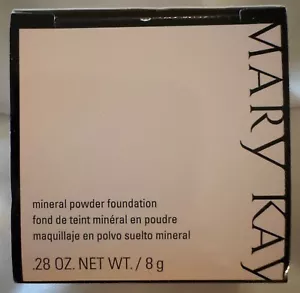 MARY KAY
mineral powder foundation
fond de teint minéral en poudre
maquillaje en polvo suelto mineral
.28 OZ. NET WT. / 8 g